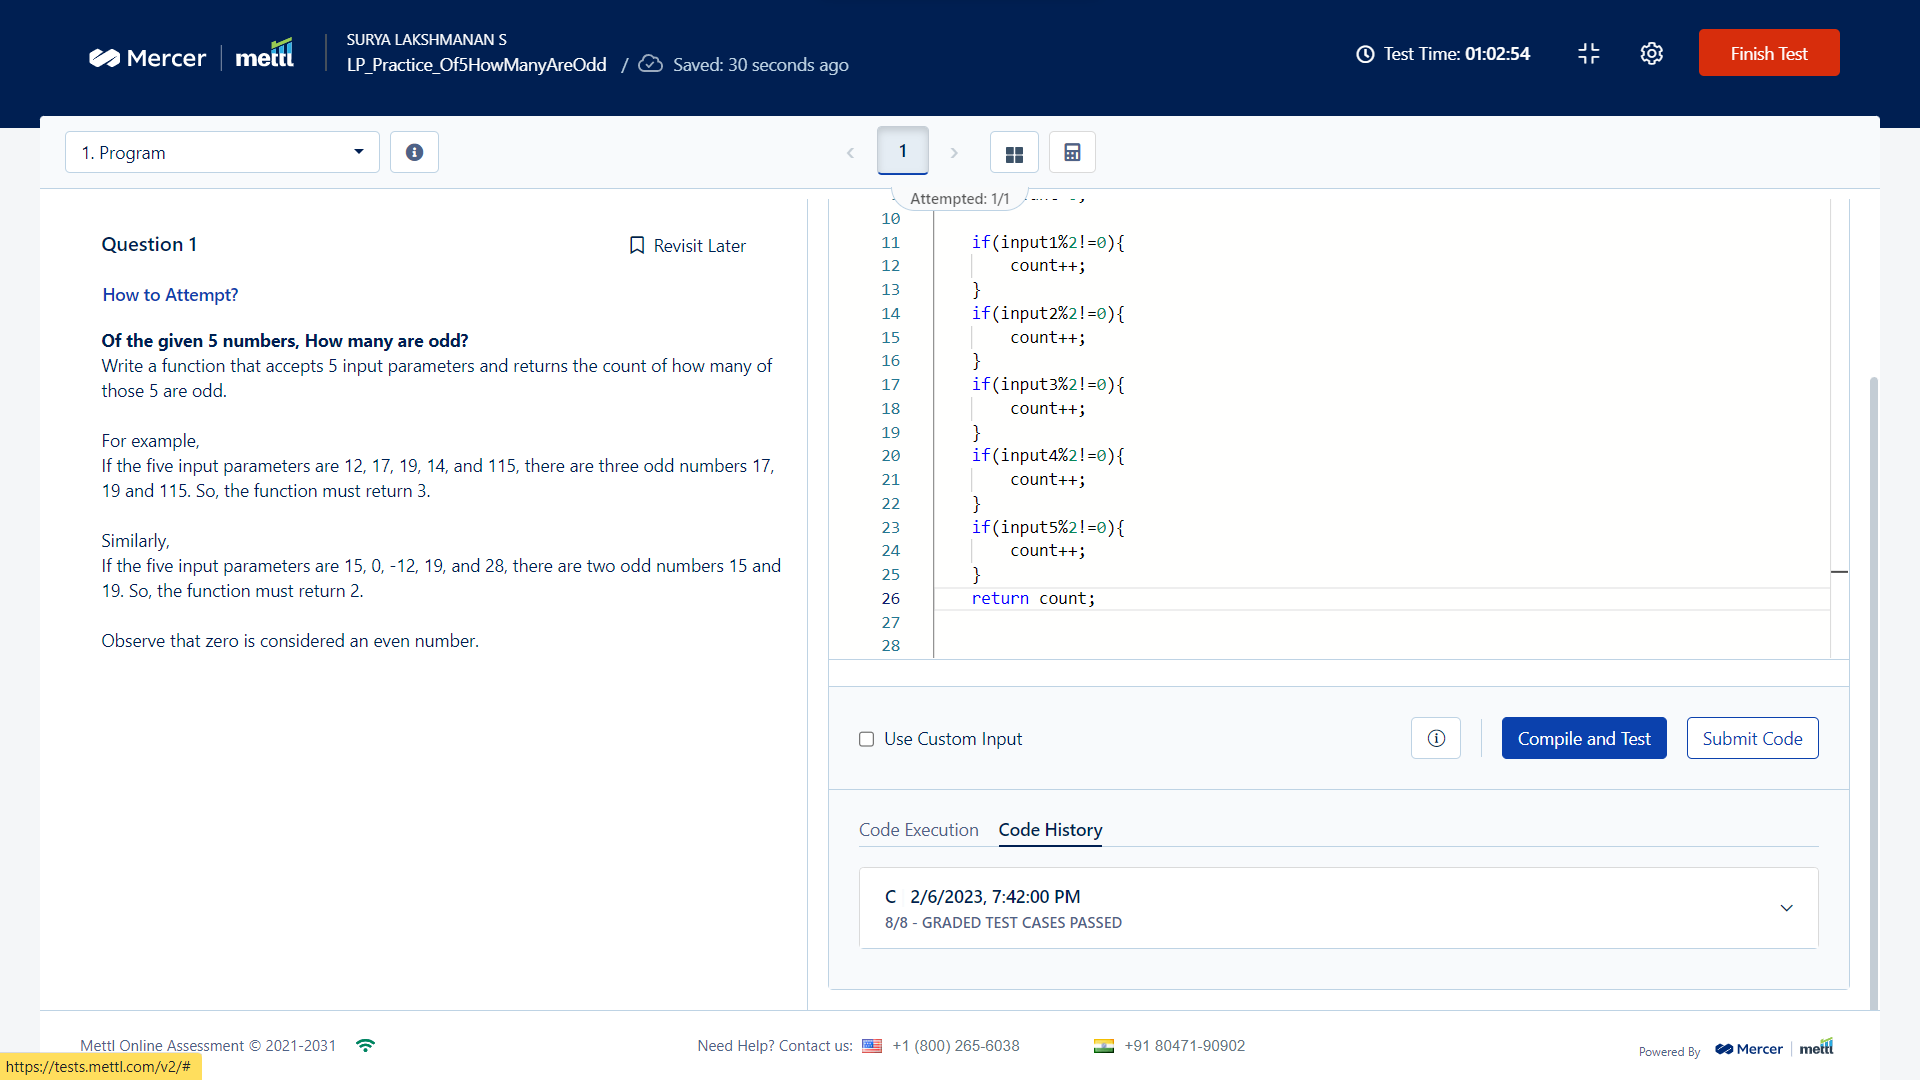 Mercer mettl
SURYA LAKSHMANAN S
LP_Practice_Of5HowManyAreOdd / Saved: 30 seconds ago
Test Time: 01:02:54
Finish Test
1. Program
1
Attempted: 1/1
Question 1
Revisit Later
How to Attempt?
Of the given 5 numbers, How many are odd?
Write a function that accepts 5 input parameters and returns the count of how many of
those 5 are odd.
For example,
If the five input parameters are 12, 17, 19, 14, and 115, there are three odd numbers 17,
19 and 115. So, the function must return 3.
Similarly,
If the five input parameters are 15, 0, -12, 19, and 28, there are two odd numbers 15 and
19. So, the function must return 2.
Observe that zero is considered an even number.
10
11 if(input1%2!=0){
12 count++;
13 }
14 if(input2%2!=0){
15 count++;
16 }
17 if(input3%2!=0){
18 count++;
19 }
20 if(input4%2!=0){
21 count++;
22 }
23 if(input5%2!=0){
24 count++;
25 }
26 return count;
27
28
Use Custom Input
Compile and Test
Submit Code
Code Execution
Code History
C 2/6/2023, 7:42:00 PM
8/8 - GRADED TEST CASES PASSED
Mettl Online Assessment © 2021-2031
Need Help? Contact us: +1 (800) 265-6038
+91 80471-90902
Powered By Mercer mettl
https://tests.mettl.com/v2/#